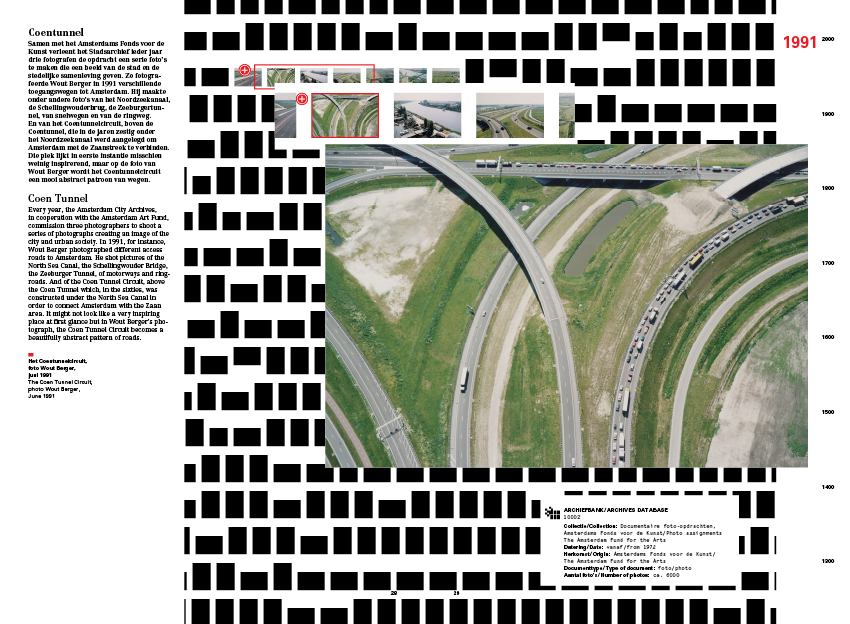 Coentunnel
Samen met het Amsterdams Fonds voor de
Kunst verleent het Stadsarchief ieder jaar
drie fotografen de opdracht een serie foto's
te maken die een beeld van de stad en de
stedelijke samenleving geven. Zo fotogra-
feerde Wout Berger in 1991 verschillende
toegangswegen tot Amsterdam. Hij maakte
onder andere foto's van het Noordzeekanaal,
de Schellingwouderbrug, de Zeeburgertun-
nel, van snelwegen en van de ringweg.
En van het Coentunnelcircuit, boven de
Coentunnel, die in de jaren zestig onder
het Noordzeekanaal werd aangelegd om
Amsterdam met de Zaanstreek te verbinden.
Die plek lijkt in eerste instantie misschien
weinig inspirerend, maar op de foto van
Wout Berger wordt het Coentunnelcircuit
een mooi abstract patroon van wegen.
Coen Tunnel
Every year, the Amsterdam City Archives,
in cooperation with the Amsterdam Art Fund,
commission three photographers to shoot a
series of photographs creating an image of the
city and urban society. In 1991, for instance,
Wout Berger photographed different access
roads to Amsterdam. He shot pictures of the
North Sea Canal, the Schellingwouder Bridge,
the Zeeburger Tunnel, of motorways and ring-
roads. And of the Coen Tunnel Circuit, above
the Coen Tunnel which, in the sixties, was
constructed under the North Sea Canal in
order to connect Amsterdam with the Zaan
area. It might not look like a very inspiring
place at first glance but in Wout Berger's pho-
tograph, the Coen Tunnel Circuit becomes a
beautifully abstract pattern of roads.
Het Coentunnelcircuit,
foto Wout Berger,
juni 1991
The Coen Tunnel Circuit,
photo Wout Berger,
June 1991
1991
2000
1900
1800
1700
1600
1500
1400
1300
ARCHIEFBANK/ARCHIVES DATABASE
10002
Collectie/Collection: Documentaire foto-opdrachten,
Amsterdams Fonds voor de Kunst/Photo assignments
The Amsterdam Fund for the Arts
Datering/Date: vanaf/from 1972
Herkomst/Origin: Amsterdams Fonds voor de Kunst/
The Amsterdam Fund for the Arts
Documenttype/Type of document: foto/photo
Aantal foto's/Number of photos: ca. 6000
28
29